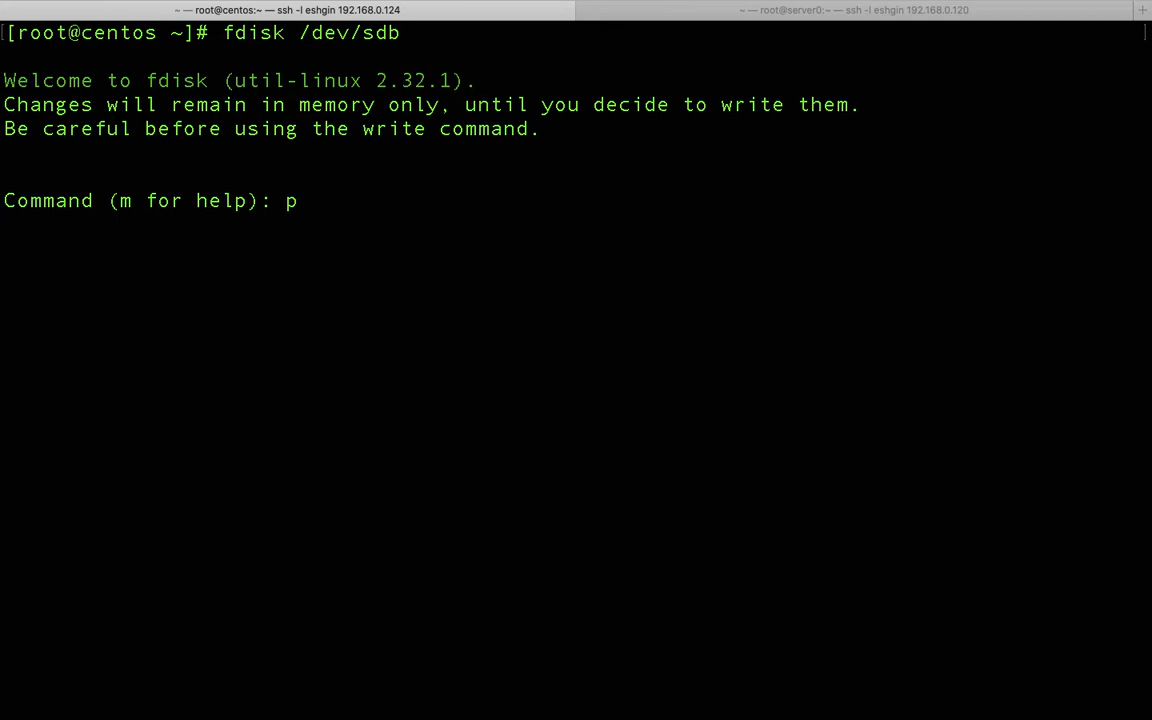 ~ — root@centos:~ — ssh -l eshgin 192.168.0.124
~ — root@server0:~ — ssh -l eshgin 192.168.0.120
+
[[root@centos ~]# fdisk /dev/sdb ]
Welcome to fdisk (util-linux 2.32.1).
Changes will remain in memory only, until you decide to write them.
Be careful before using the write command.
Command (m for help): p